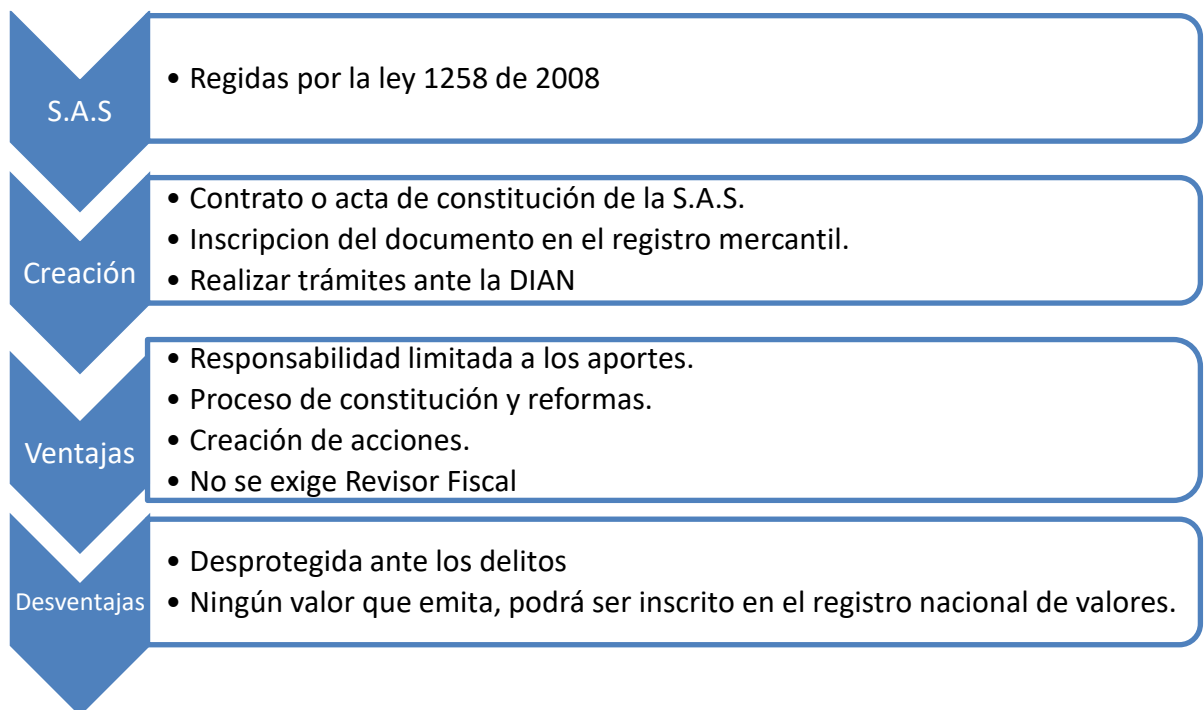 S.A.S
• Regidas por la ley 1258 de 2008
Creación
• Contrato o acta de constitución de la S.A.S.
• Inscripcion del documento en el registro mercantil.
• Realizar trámites ante la DIAN
Ventajas
• Responsabilidad limitada a los aportes.
• Proceso de constitución y reformas.
• Creación de acciones.
• No se exige Revisor Fiscal
Desventajas
• Desprotegida ante los delitos
• Ningún valor que emita, podrá ser inscrito en el registro nacional de valores.